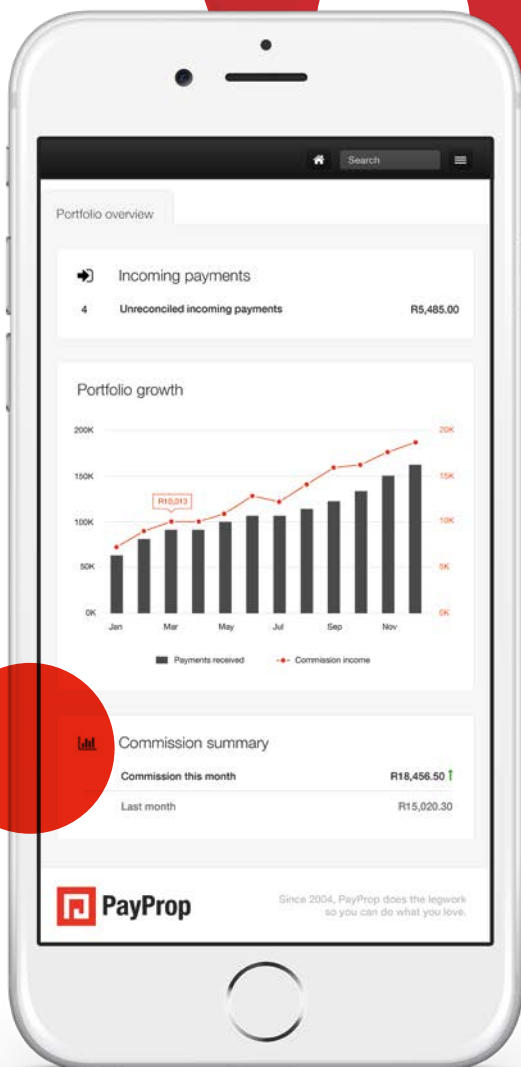 Search
Portfolio overview
Incoming payments
4 Unreconciled incoming payments R5,485.00
Portfolio growth
200K 20K
150K 15K
R10,013
100K 10K
50K 5K
0K 0K
Jan Mar May Jul Sep Nov
Payments received Commission income
Commission summary
Commission this month R18,456.50
Last month R15,020.30
PayProp
Since 2004, PayProp does the legwork
so you can do what you love.